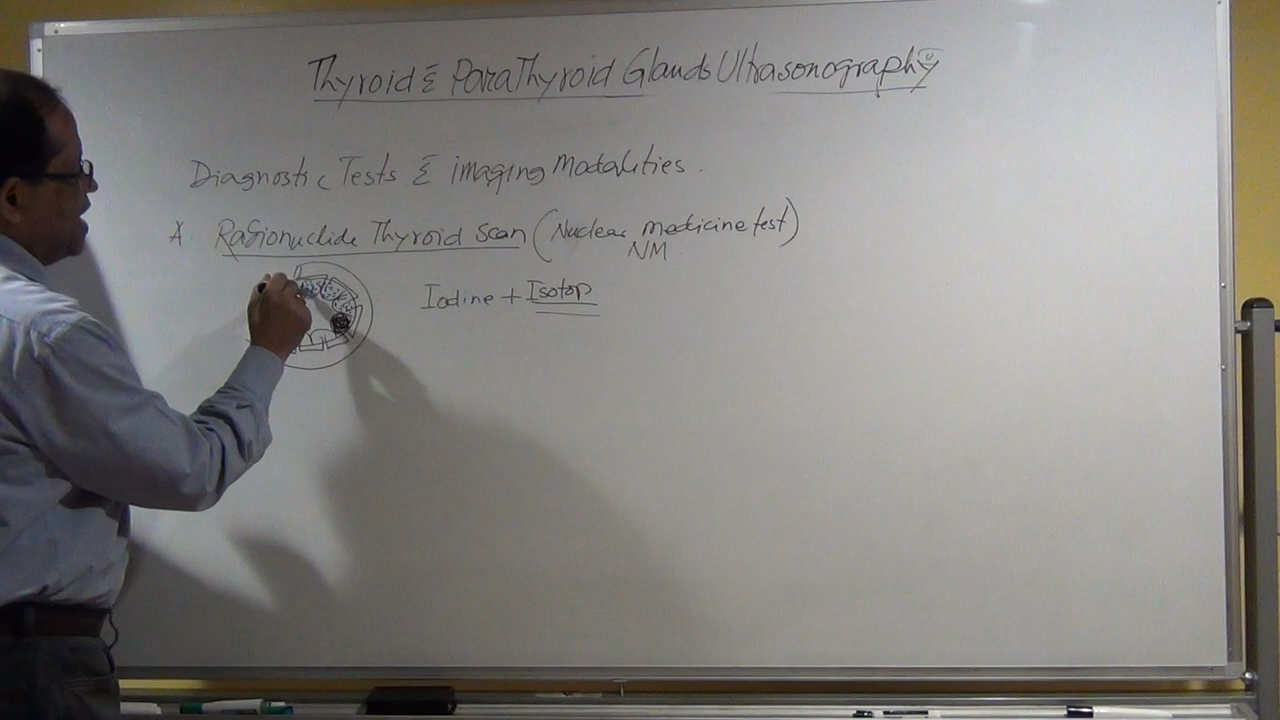 Thyroid & ParaThyroid Glands Ultrasonography
Diagnostic Tests & imaging Modalities.
* Radionuclide Thyroid scan (Nuclear medicine test)
NM
Iodine + Isotop